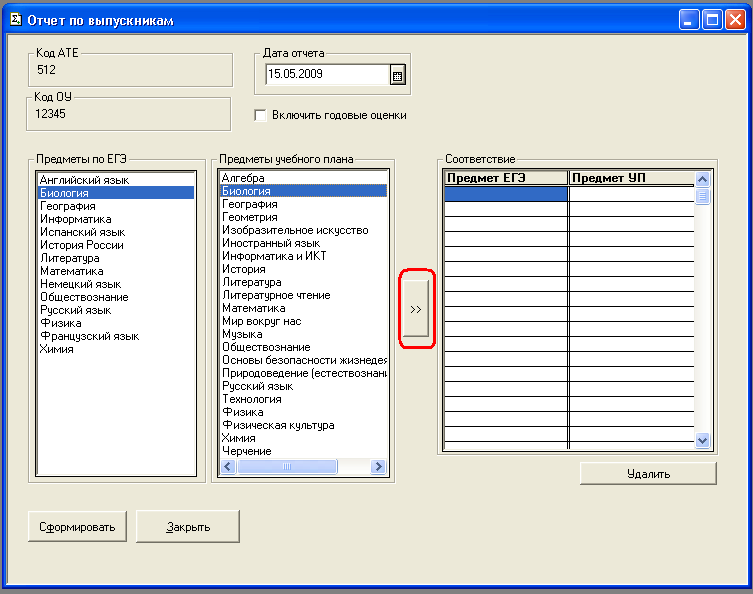 Отчет по выпускникам
Код АТЕ
512
Дата отчета
15.05.2009
Код ОУ
12345
Включить годовые оценки
Предметы по ЕГЭ
Английский язык
Биология
География
Информатика
Испанский язык
История России
Литература
Математика
Немецкий язык
Обществознание
Русский язык
Физика
Французский язык
Химия
Предметы учебного плана
Алгебра
Биология
География
Геометрия
Изобразительное искусство
Иностранный язык
Информатика и ИКТ
История
Литература
Литературное чтение
Математика
Мир вокруг нас
Музыка
Обществознание
Основы безопасности жизнедея
Природоведение (естествознани
Русский язык
Технология
Физика
Физическая культура
Химия
Черчение
>>
Соответствие
Предмет ЕГЭ Предмет УП
Удалить
Сформировать
Закрыть